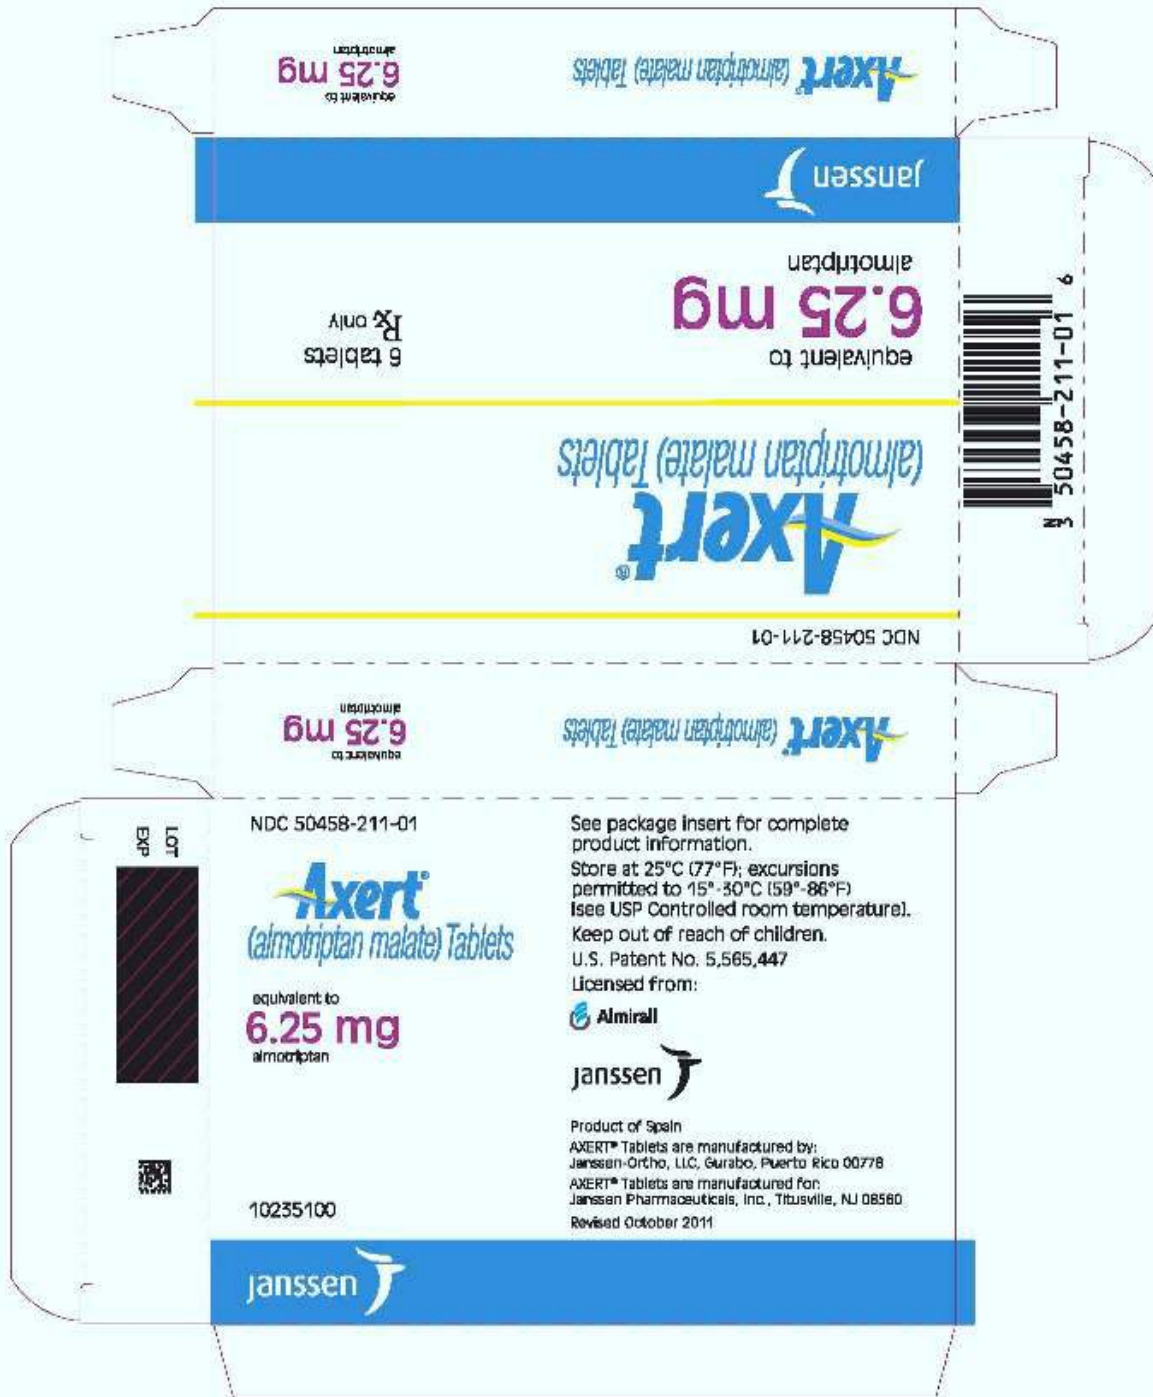 equivalent to
6.25 mg
almotriptan
Axert® (almotriptan malate) Tablets
janssen
equivalent to
6.25 mg
almotriptan
6 tablets
Rx only
Axert®
(almotriptan malate) Tablets
NDC 50458-211-01
N
3 50458-211-01 6
equivalent to
6.25 mg
almotriptan
Axert® (almotriptan malate) Tablets
LOT
EXP
NDC 50458-211-01
Axert®
(almotriptan malate) Tablets
equivalent to
6.25 mg
almotriptan
10235100
janssen
See package insert for complete
product information.
Store at 25°C (77°F); excursions
permitted to 15°-30°C (59°-86°F)
[see USP Controlled room temperature].
Keep out of reach of children.
U.S. Patent No. 5,565,447
Licensed from:
Almirall
janssen
Product of Spain
AXERT® Tablets are manufactured by:
Janssen-Ortho, LLC, Gurabo, Puerto Rico 00778
AXERT® Tablets are manufactured for:
Janssen Pharmaceuticals, Inc., Titusville, NJ 08560
Revised October 2011